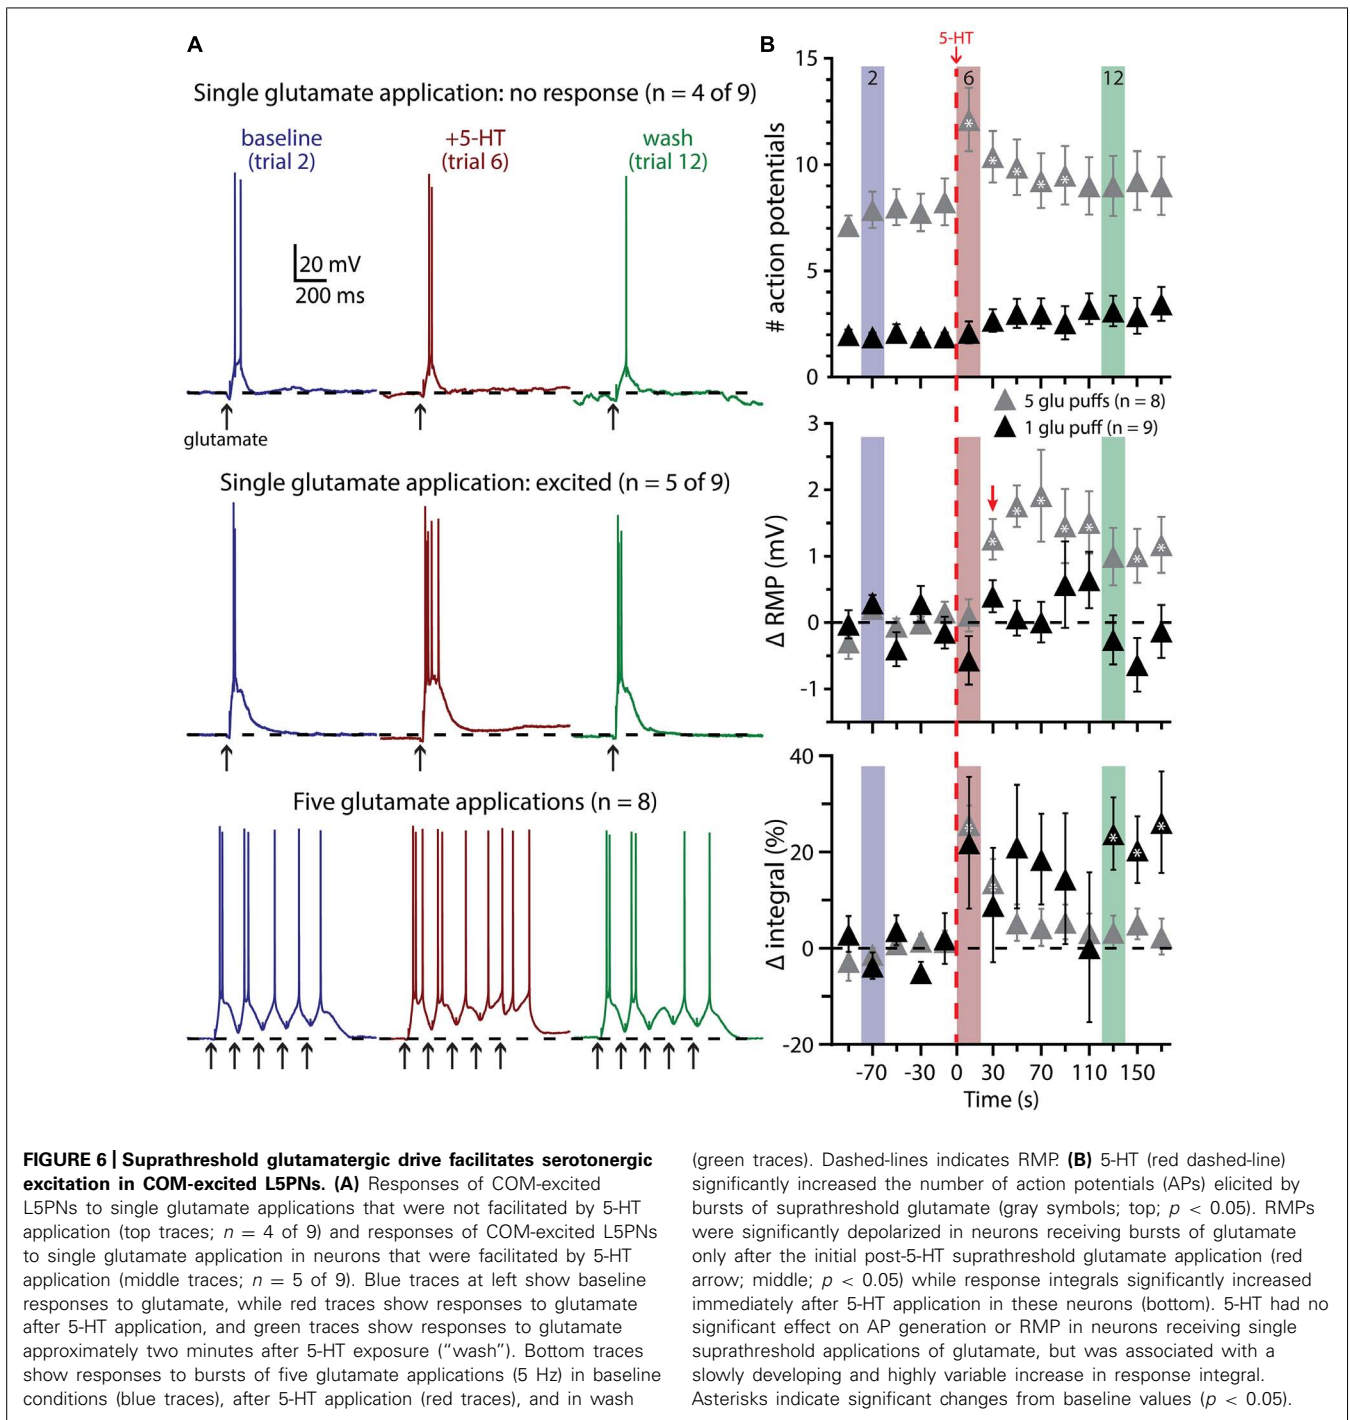 A
Single glutamate application: no response (n = 4 of 9)
baseline
(trial 2)
+5-HT
(trial 6)
wash
(trial 12)
20 mV
200 ms
glutamate
Single glutamate application: excited (n = 5 of 9)
Five glutamate applications (n = 8)
B
5-HT
15
10
5
0
# action potentials
2
6
12
5 glu puffs (n = 8)
1 glu puff (n = 9)
3
2
1
0
-1
Δ RMP (mV)
40
20
0
-20
Δ integral (%)
-70 -30 0 30 70 110 150
Time (s)
FIGURE 6 | Suprathreshold glutamatergic drive facilitates serotonergic
excitation in COM-excited L5PNs. (A) Responses of COM-excited
L5PNs to single glutamate applications that were not facilitated by 5-HT
application (top traces; n = 4 of 9) and responses of COM-excited L5PNs
to single glutamate application in neurons that were facilitated by 5-HT
application (middle traces; n = 5 of 9). Blue traces at left show baseline
responses to glutamate, while red traces show responses to glutamate
after 5-HT application, and green traces show responses to glutamate
approximately two minutes after 5-HT exposure (“wash”). Bottom traces
show responses to bursts of five glutamate applications (5 Hz) in baseline
conditions (blue traces), after 5-HT application (red traces), and in wash
(green traces). Dashed-lines indicates RMP. (B) 5-HT (red dashed-line)
significantly increased the number of action potentials (APs) elicited by
bursts of suprathreshold glutamate (gray symbols; top; p < 0.05). RMPs
were significantly depolarized in neurons receiving bursts of glutamate
only after the initial post-5-HT suprathreshold glutamate application (red
arrow; middle; p < 0.05) while response integrals significantly increased
immediately after 5-HT application in these neurons (bottom). 5-HT had no
significant effect on AP generation or RMP in neurons receiving single
suprathreshold applications of glutamate, but was associated with a
slowly developing and highly variable increase in response integral.
Asterisks indicate significant changes from baseline values (p < 0.05).